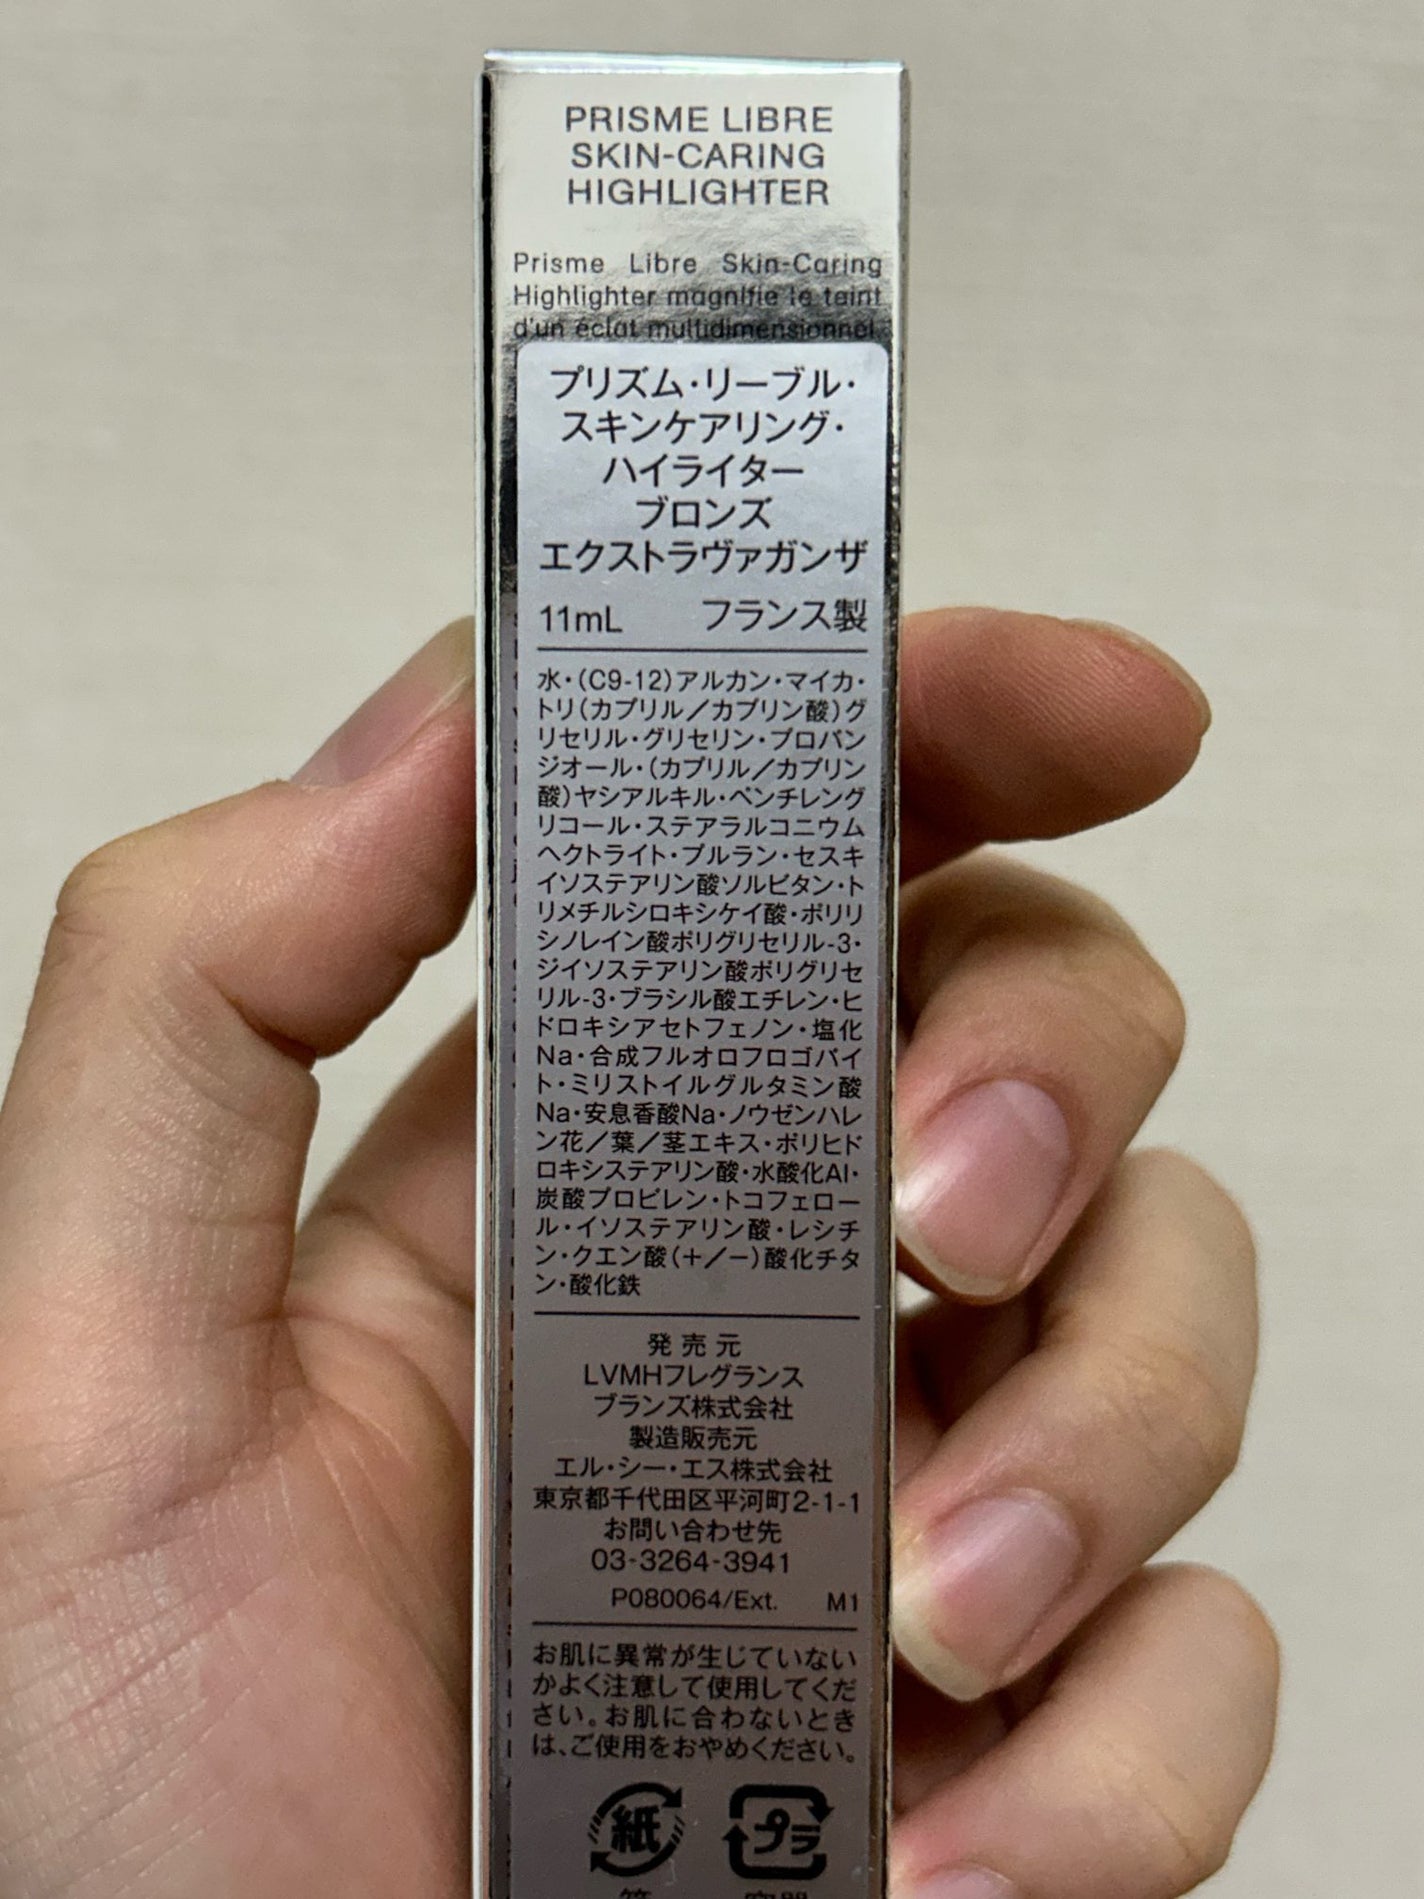 PRISME LIBRE
SKIN-CARING
HIGHLIGHTER
Prisme Libre Skin-Caring
Highlighter magnifie le teint
d'un éclat multidimensionnel.
プリズム・リーブル・
スキンケアリング・
ハイライター
ブロンズ
エクストラヴァガンザ
11mL フランス製
水・(C9-12)アルカン・マイカ・
トリ(カプリル/カプリン酸)グ
リセリル・グリセリン・プロパン
ジオール・(カプリル/カプリン
酸)ヤシアルキル・ペンチレング
リコール・ステアラルコニウム
ヘクトライト・プルラン・セスキ
イソステアリン酸ソルビタン・ト
リメチルシロキシケイ酸・ポリリ
シノレイン酸ポリグリセリル-3・
ジイソステアリン酸ポリグリセ
リル-3・ブラシル酸エチレン・ヒ
ドロキシアセトフェノン・塩化
Na・合成フルオロフロゴパイ
ト・ミリストイルグルタミン酸
Na・安息香酸Na・ノウゼンハレ
ン花/葉/茎エキス・ポリヒド
ロキシステアリン酸・水酸化Al・
炭酸プロピレン・トコフェロー
ル・イソステアリン酸・レシチ
ン・クエン酸(+/−)酸化チタ
ン・酸化鉄
発売元
LVMHフレグランス
ブランズ株式会社
製造販売元
エル・シー・エス株式会社
東京都千代田区平河町2-1-1
お問い合わせ先
03-3264-3941
P080064/Ext. M1
お肌に異常が生じていない
かよく注意して使用してくだ
さい。お肌に合わないとき
は、ご使用をおやめください。
紙 プラ